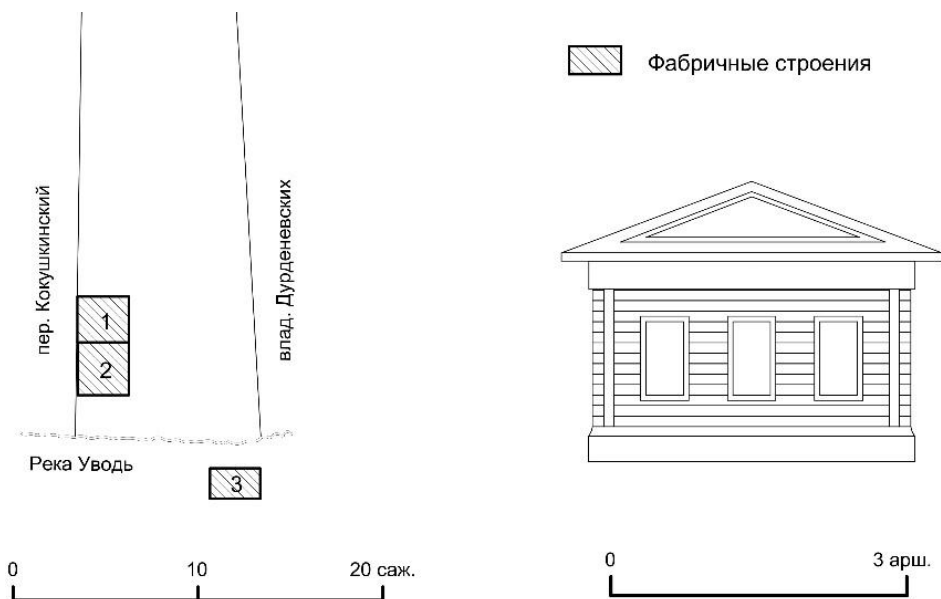 Фабричные строения
пер. Кокушкинский
влад. Дурденевских
1
2
Река Уводь
3
0 10 20 саж.
0 3 арш.